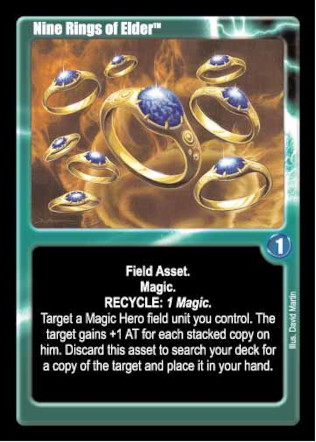 Nine Rings of Elder™
1
Field Asset.
Magic.
RECYCLE: 1 Magic.
Target a Magic Hero field unit you control. The
target gains +1 AT for each stacked copy on
him. Discard this asset to search your deck for
a copy of the target and place it in your hand.
Illus. David Martin